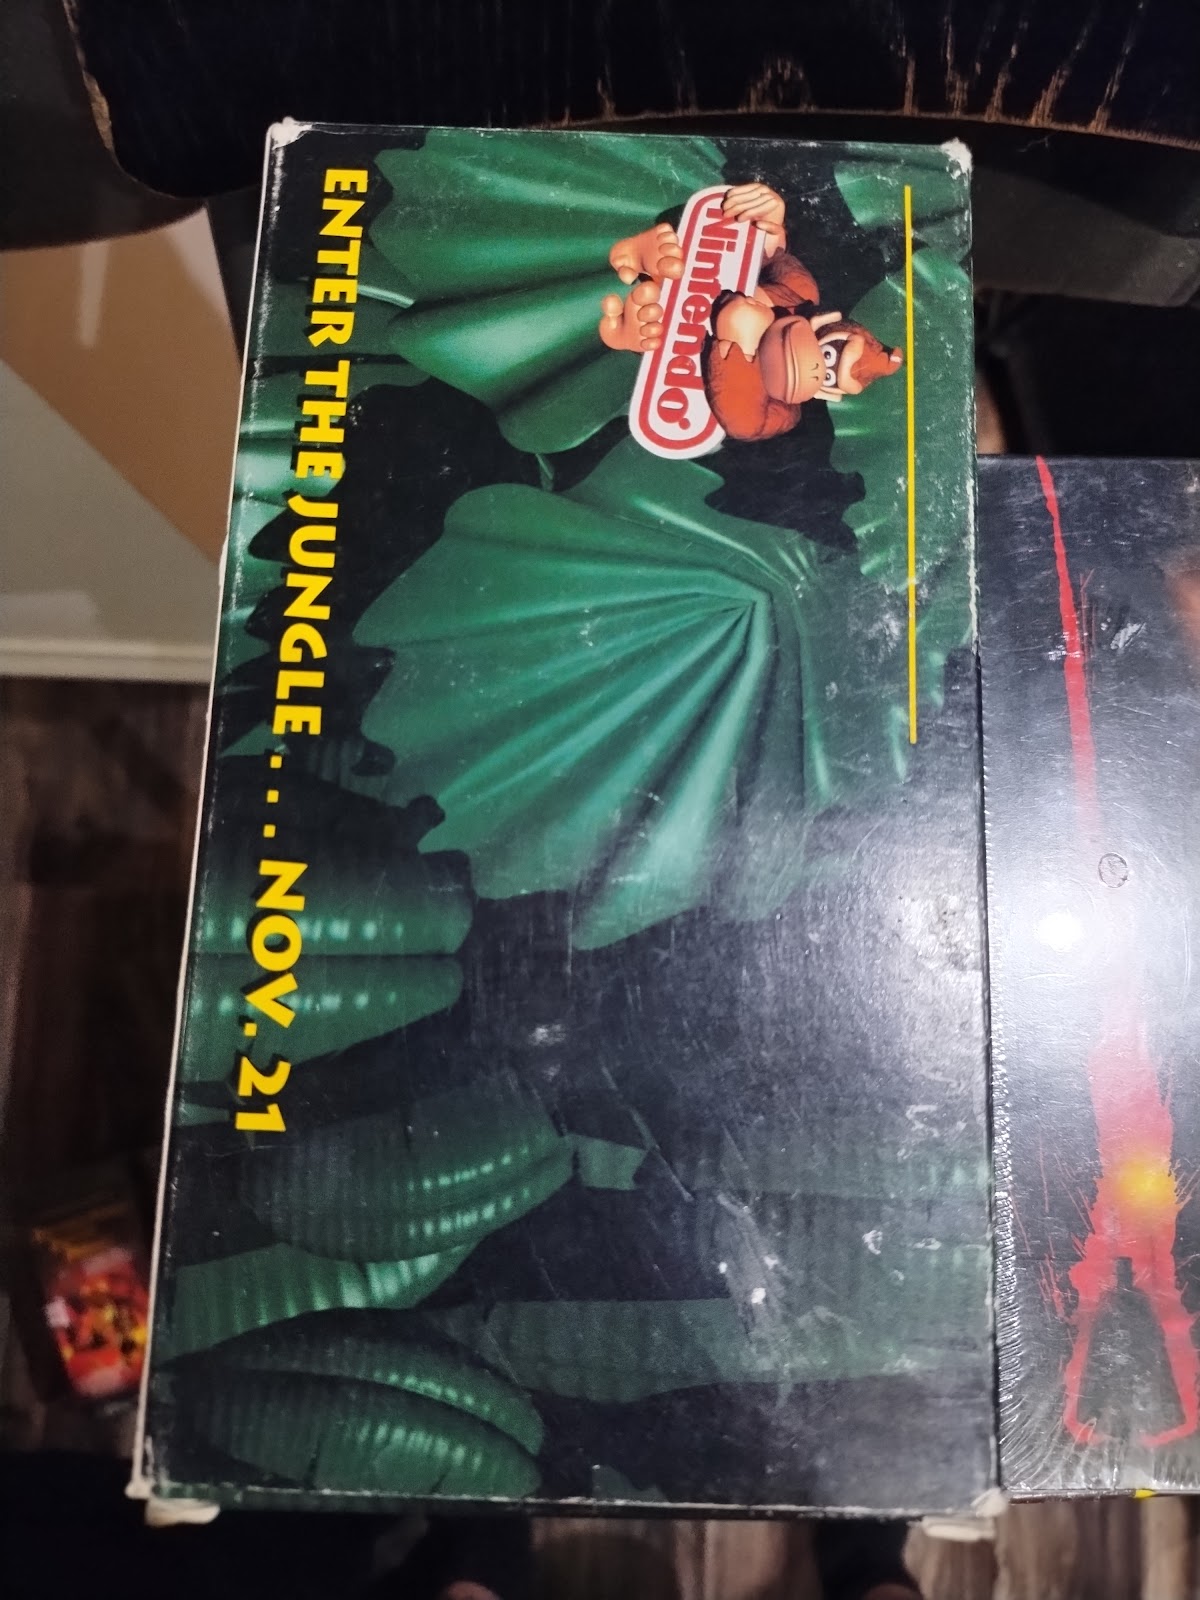 Nintendo®
ENTER THE JUNGLE . . . NOV. 21